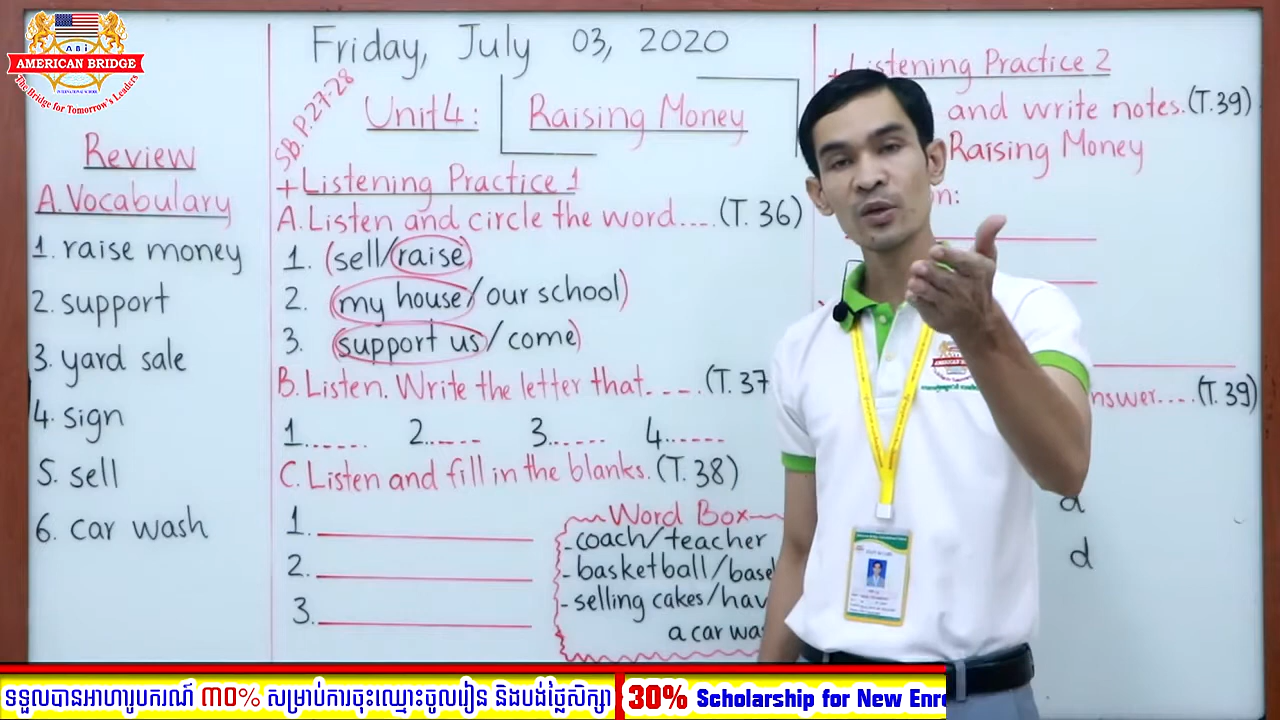 ABi
AMERICAN BRIDGE
INTERNATIONAL SCHOOL
The Bridge for Tomorrow's Leaders
Friday, July 03, 2020
SB.P.27-28
Unit 4: Raising Money
Review
A. Vocabulary
1. raise money
2. support
3. yard sale
4. sign
5. sell
6. car wash
+ Listening Practice 1
A. Listen and circle the word.... (T. 36)
1. (sell/raise)
2. (my house/our school)
3. (support us/come)
B. Listen. Write the letter that.... (T. 37
1....... 2....... 3....... 4.......
C. Listen and fill in the blanks. (T. 38)
1.
2.
3.
Word Box
- coach/teacher
- basketball/base
- selling cakes/hav
a car wa
+ Listening Practice 2
and write notes. (T. 39)
Raising Money
n:
nswer.... (T. 39)
d
d
AMERICAN BRIDGE
ទទួលបានអាហារូបករណ៍ ៣០% សម្រាប់ការចុះឈ្មោះចូលរៀន និងបង់ថ្លៃសិក្សា
30% Scholarship for New Enro